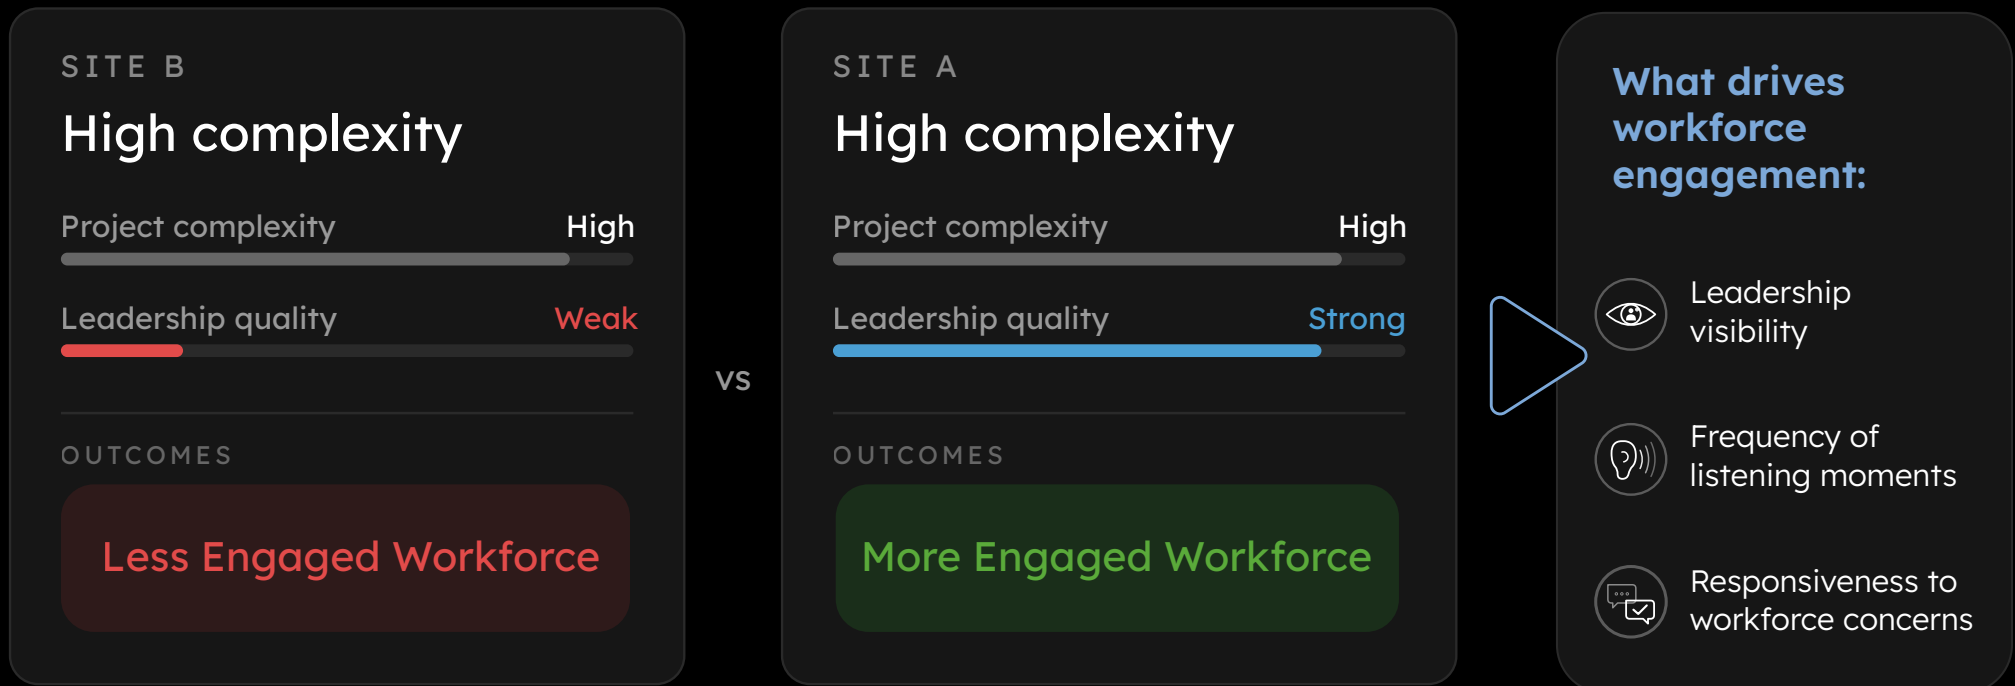 SITE B
High complexity
Project complexity High
Leadership quality Weak
OUTCOMES
Less Engaged Workforce
vs
SITE A
High complexity
Project complexity High
Leadership quality Strong
OUTCOMES
More Engaged Workforce
What drives
workforce
engagement:
Leadership
visibility
Frequency of
listening moments
Responsiveness to
workforce concerns